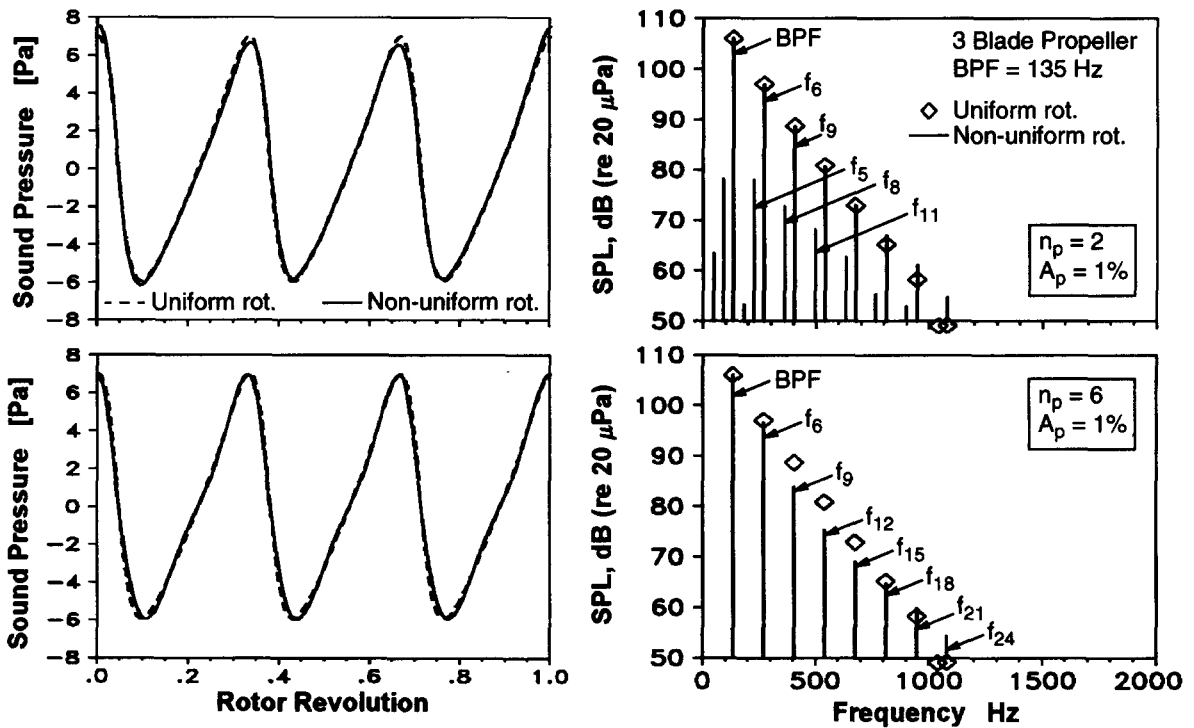 8
6
4
2
0
−2
−4
−6
−8
Sound Pressure [Pa]
Uniform rot.
Non-uniform rot.
110
100
90
80
70
60
50
SPL, dB (re 20 μPa)
BPF
f6
f9
f5
f8
f11
3 Blade Propeller
BPF = 135 Hz
Uniform rot.
Non-uniform rot.
np = 2
Ap = 1%
8
6
4
2
0
−2
−4
−6
−8
Sound Pressure [Pa]
.0 .2 .4 .6 .8 1.0
Rotor Revolution
110
100
90
80
70
60
50
SPL, dB (re 20 μPa)
BPF
f6
f9
f12
f15
f18
f21
f24
np = 6
Ap = 1%
0 500 1000 1500 2000
Frequency Hz